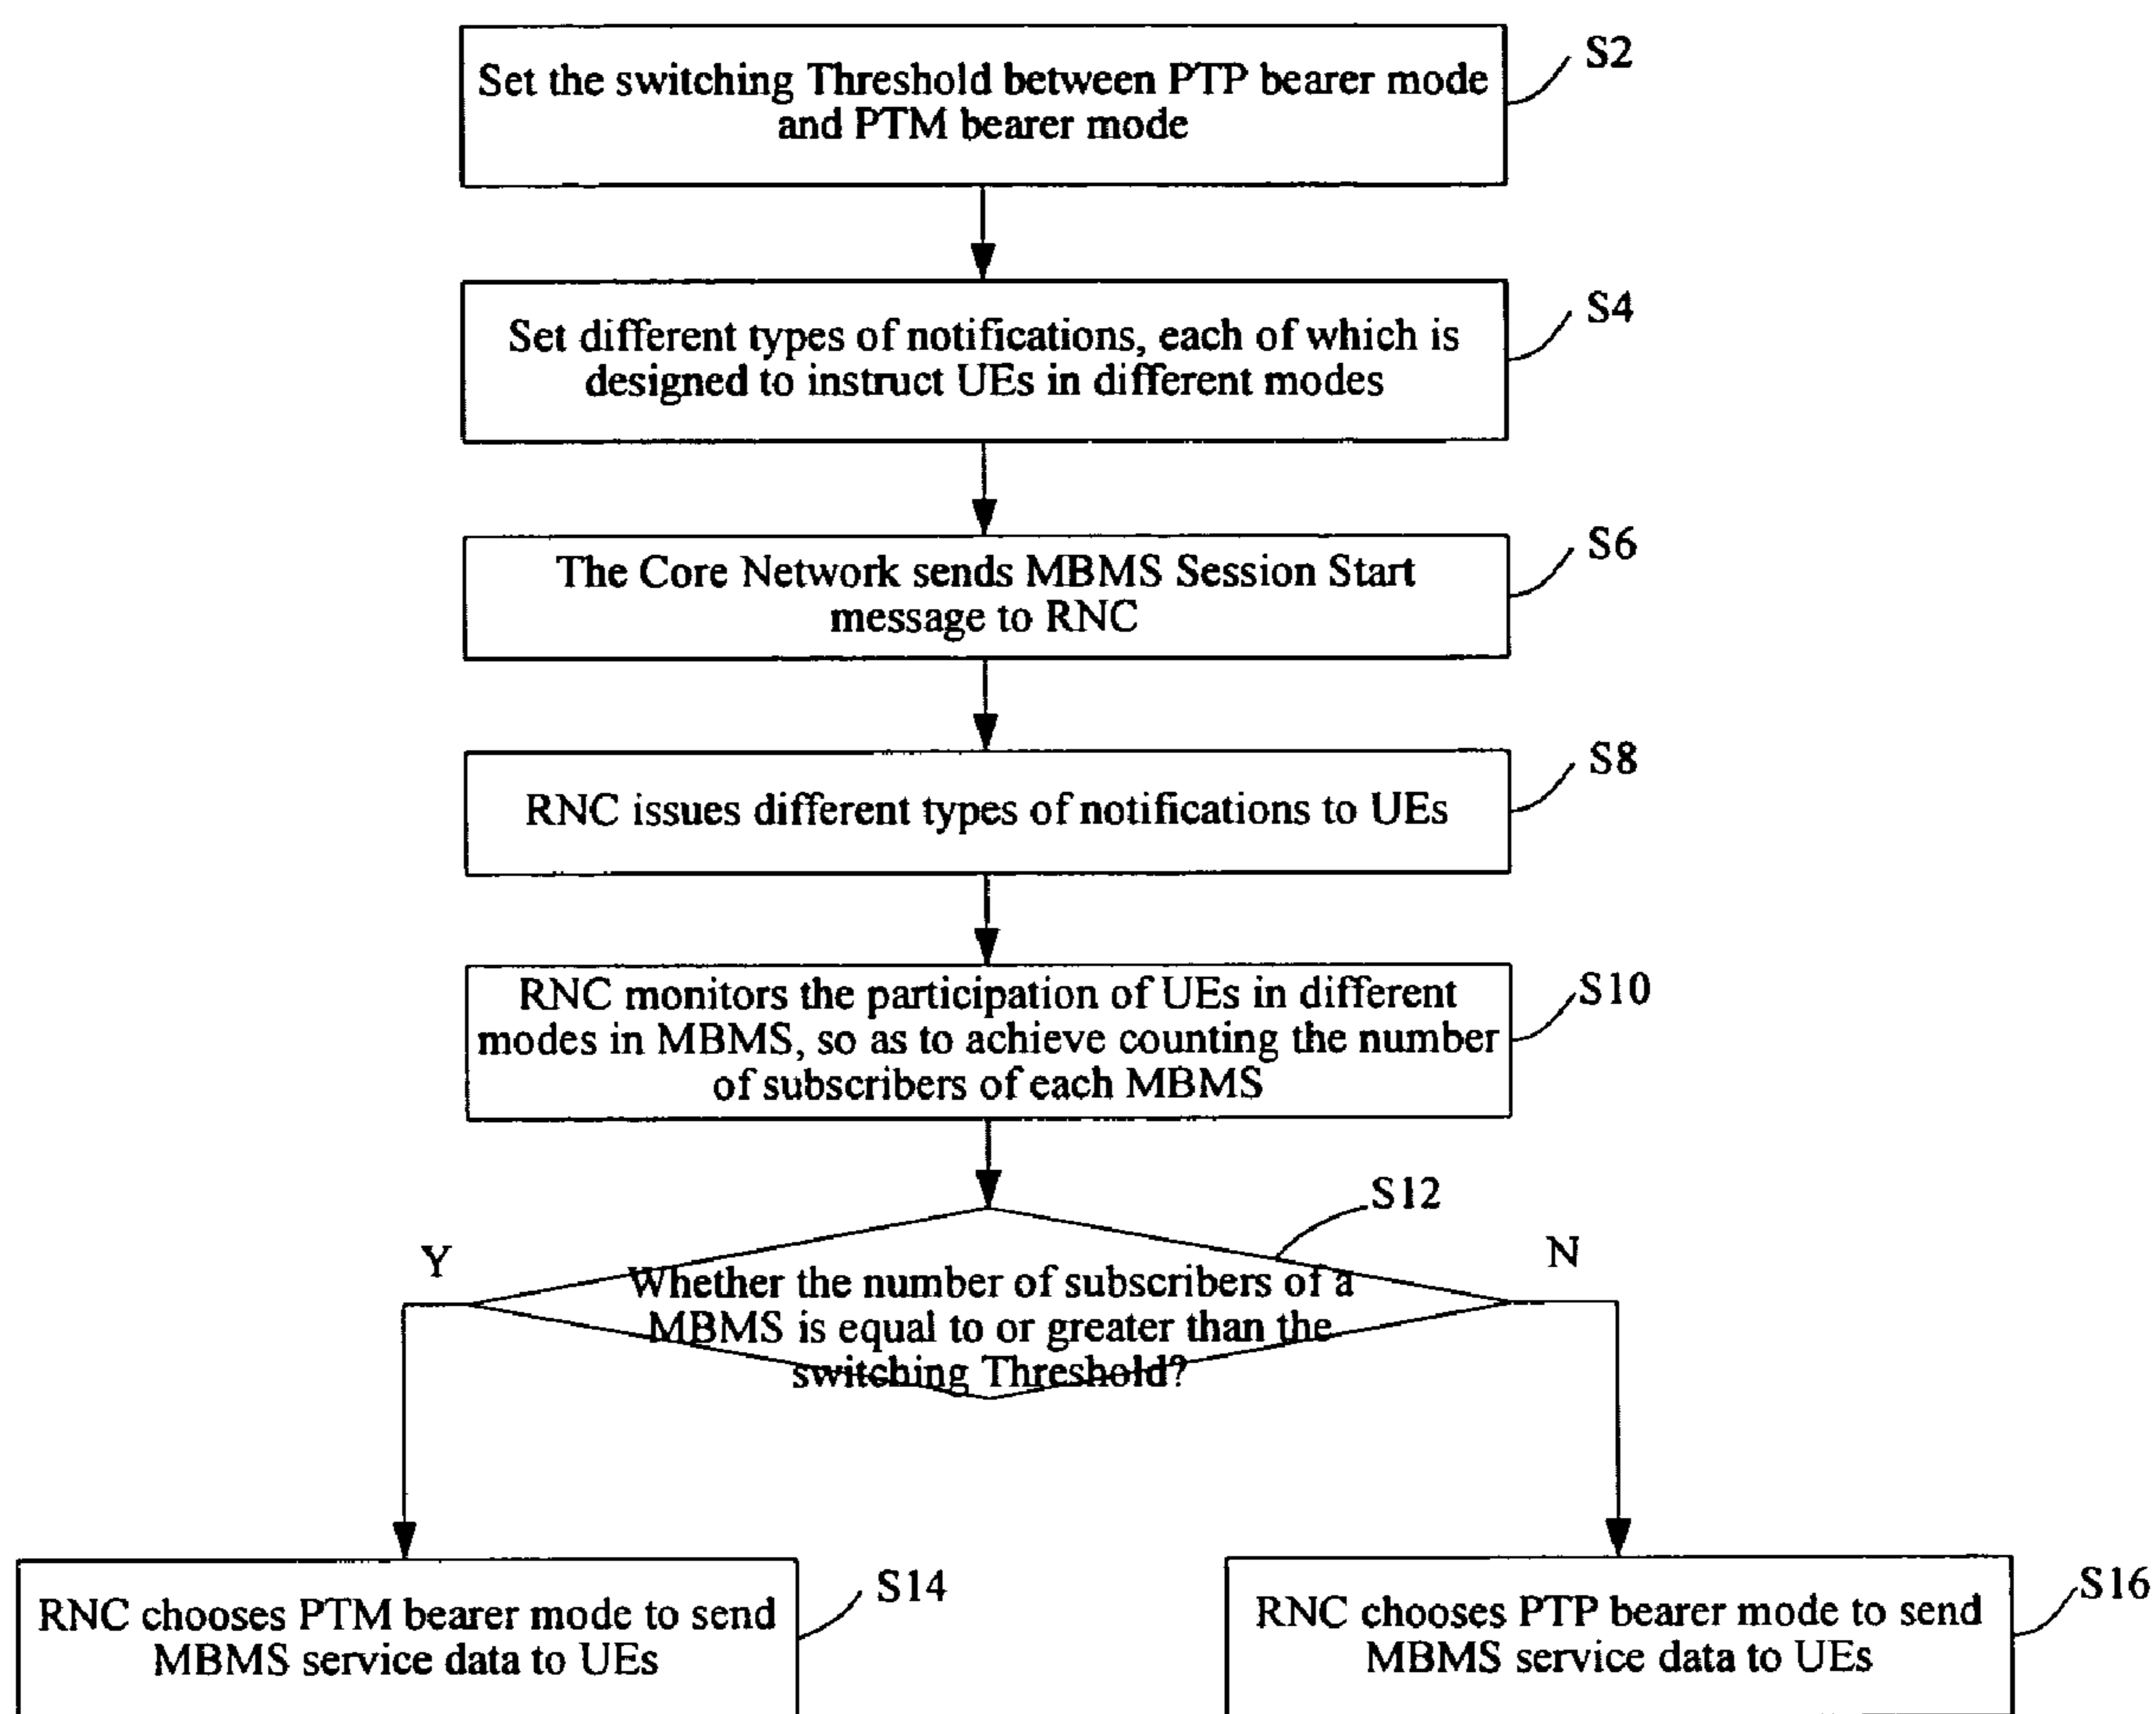 Set the switching Threshold between PTP bearer mode
and PTM bearer mode
S2
Set different types of notifications, each of which is
designed to instruct UEs in different modes
S4
The Core Network sends MBMS Session Start
message to RNC
S6
RNC issues different types of notifications to UEs
S8
RNC monitors the participation of UEs in different
modes in MBMS, so as to achieve counting the number
of subscribers of each MBMS
S10
S12
Y
N
Whether the number of subscribers of a
MBMS is equal to or greater than the
switching Threshold?
RNC chooses PTM bearer mode to send
MBMS service data to UEs
S14
RNC chooses PTP bearer mode to send
MBMS service data to UEs
S16